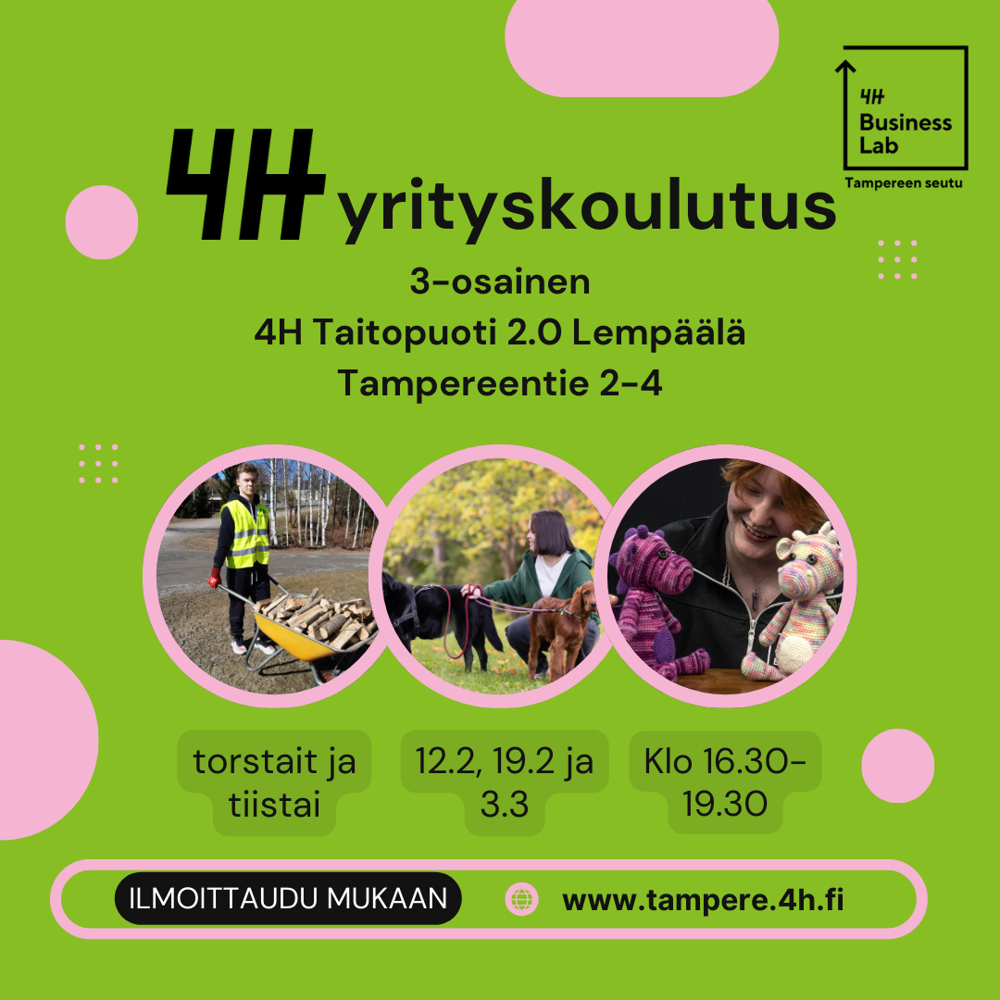 4H
Business
Lab
Tampereen seutu
4H yrityskoulutus
3-osainen
4H Taitopuoti 2.0 Lempäälä
Tampereentie 2-4
torstait ja
tiistai
12.2, 19.2 ja
3.3
Klo 16.30-
19.30
ILMOITTAUDU MUKAAN
www.tampere.4h.fi